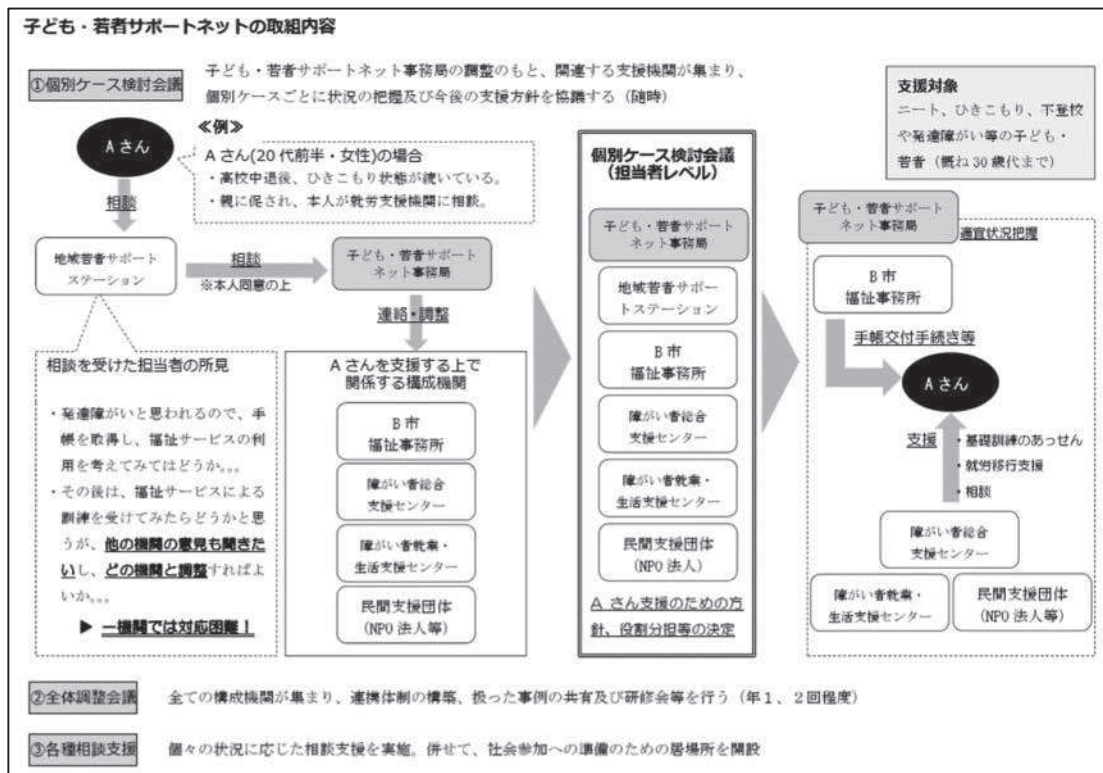 子ども・若者サポートネットの取組内容
①個別ケース検討会議
子ども・若者サポートネット事務局の調整のもと、関連する支援機関が集まり、
個別ケースごとに状況の把握及び今後の支援方針を協議する(随時)
支援対象
ニート、ひきこもり、不登校
や発達障がい等の子ども・
若者(概ね30歳代まで)
Aさん
≪例≫
Aさん(20代前半・女性)の場合
・高校中退後、ひきこもり状態が続いている。
・親に促され、本人が就労支援機関に相談。
相談
地域若者サポート
ステーション
相談
※本人同意の上
子ども・若者サポート
ネット事務局
連絡・調整
相談を受けた担当者の所見
・発達障がいと思われるので、手
帳を取得し、福祉サービスの利
用を考えてみてはどうか。。。
・その後は、福祉サービスによる
訓練を受けてみたらどうかと思
うが、他の機関の意見も聞きた
いし、どの機関と調整すればよ
いか。。。
▶ 一機関では対応困難！
Aさんを支援する上で
関係する構成機関
B市
福祉事務所
障がい者総合
支援センター
障がい者就業・
生活支援センター
民間支援団体
(NPO法人等)
個別ケース検討会議
(担当者レベル)
子ども・若者サポート
ネット事務局
地域若者サポー
トステーション
B市
福祉事務所
障がい者総合
支援センター
障がい者就業・
生活支援センター
民間支援団体
(NPO法人)
Aさん支援のための方
針、役割分担等の決定
子ども・若者サポート
ネット事務局
適宜状況把握
B市
福祉事務所
手帳交付手続き等
Aさん
支援
・基礎訓練のあっせん
・就労移行支援
・相談
障がい者総合
支援センター
障がい者就業・
生活支援センター
民間支援団体
(NPO法人等)
②全体調整会議
全ての構成機関が集まり、連携体制の構築、扱った事例の共有及び研修会等を行う(年1、2回程度)
③各種相談支援
個々の状況に応じた相談支援を実施。併せて、社会参加への準備のための居場所を開設